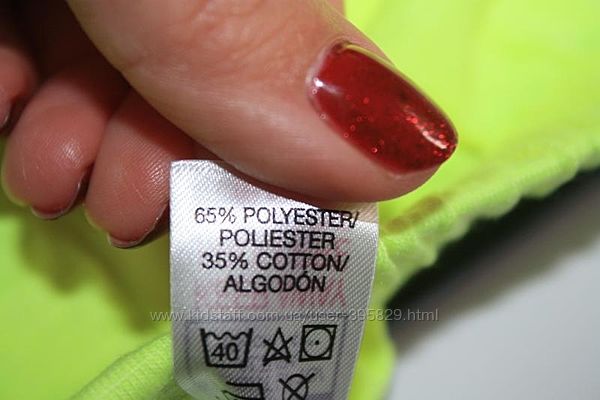 65% POLYESTER/
POLIESTER
35% COTTON/
ALGODÓN
www.kidstaff.com.ua/user-395829.html
40